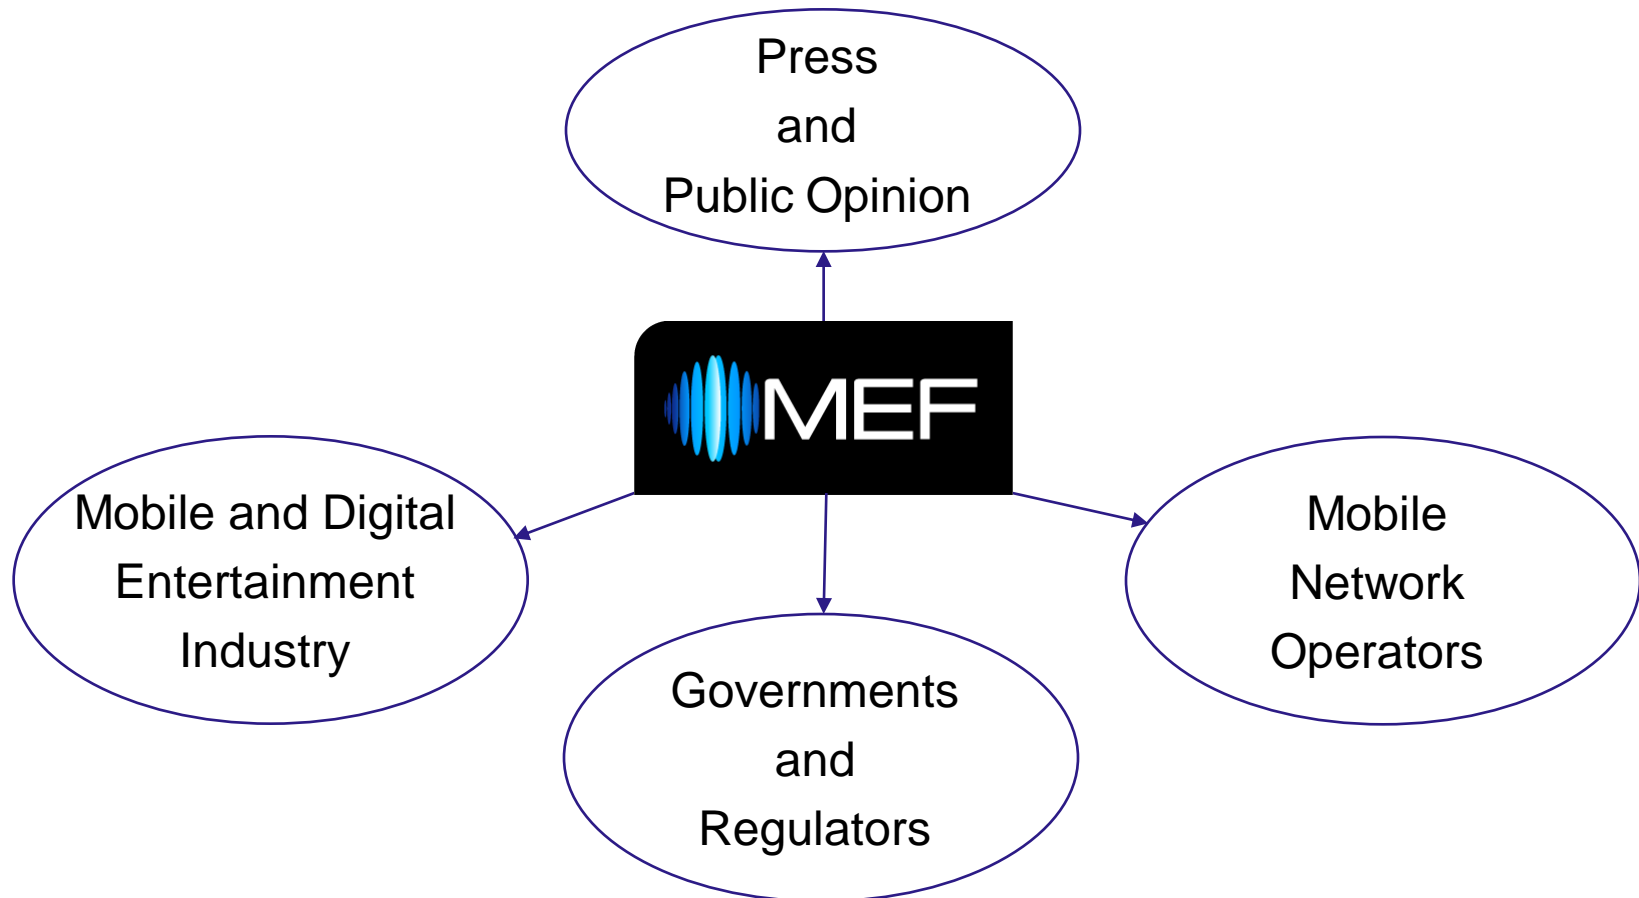 Press
and
Public Opinion
MEF
Mobile and Digital
Entertainment
Industry
Governments
and
Regulators
Mobile
Network
Operators